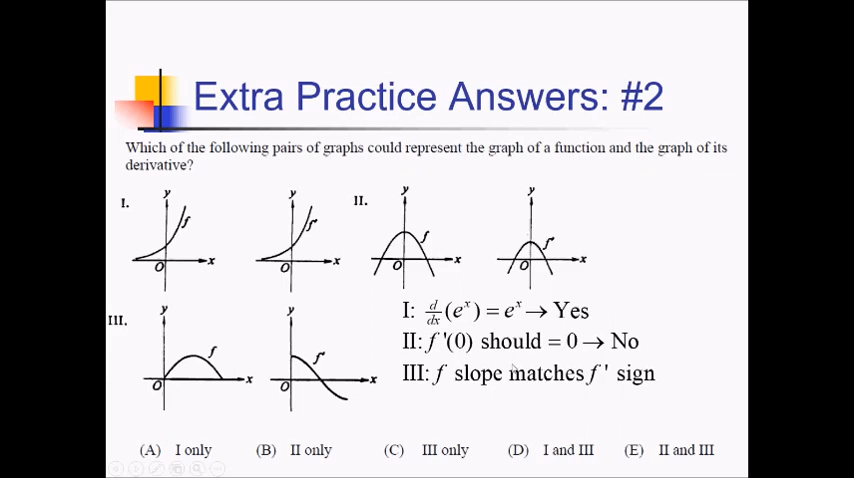 Extra Practice Answers: #2
Which of the following pairs of graphs could represent the graph of a function and the graph of its
derivative?
I.
y
f
O
x
y
f'
O
x
II.
y
f
O
x
y
f'
O
x
III.
y
f
O
x
y
f'
O
x
I: d/dx (e^x) = e^x → Yes
II: f '(0) should = 0 → No
III: f slope matches f ' sign
(A) I only (B) II only (C) III only (D) I and III (E) II and III